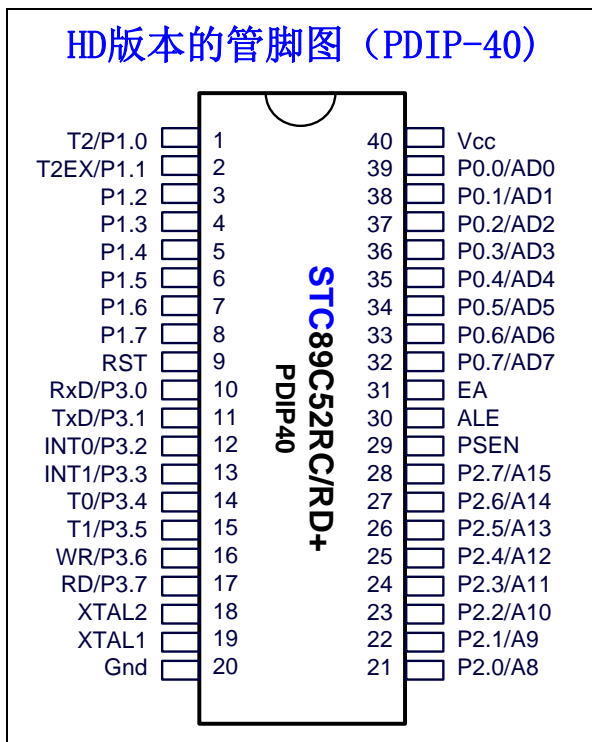 HD版本的管脚图（PDIP-40）
T2/P1.0 1 40 Vcc
T2EX/P1.1 2 39 P0.0/AD0
P1.2 3 38 P0.1/AD1
P1.3 4 37 P0.2/AD2
P1.4 5 36 P0.3/AD3
P1.5 6 35 P0.4/AD4
P1.6 7 34 P0.5/AD5
P1.7 8 33 P0.6/AD6
RST 9 32 P0.7/AD7
RxD/P3.0 10 31 EA
TxD/P3.1 11 30 ALE
INT0/P3.2 12 29 PSEN
INT1/P3.3 13 28 P2.7/A15
T0/P3.4 14 27 P2.6/A14
T1/P3.5 15 26 P2.5/A13
WR/P3.6 16 25 P2.4/A12
RD/P3.7 17 24 P2.3/A11
XTAL2 18 23 P2.2/A10
XTAL1 19 22 P2.1/A9
Gnd 20 21 P2.0/A8
STC89C52RC/RD+
PDIP40